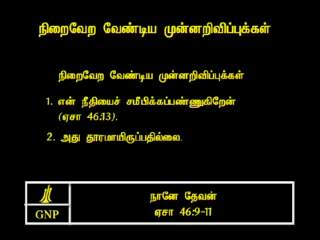 நிறைவேற வேண்டிய முன்னறிவிப்புக்கள்
நிறைவேற வேண்டிய முன்னறிவிப்புக்கள்
1. என் நீதியைச் சமீபிக்கப்பண்ணுகிறேன்
(ஏசா 46:13).
2. அது தூரமாயிருப்பதில்லை.
நானே தேவன்
ஏசா 46:9-11
GNP